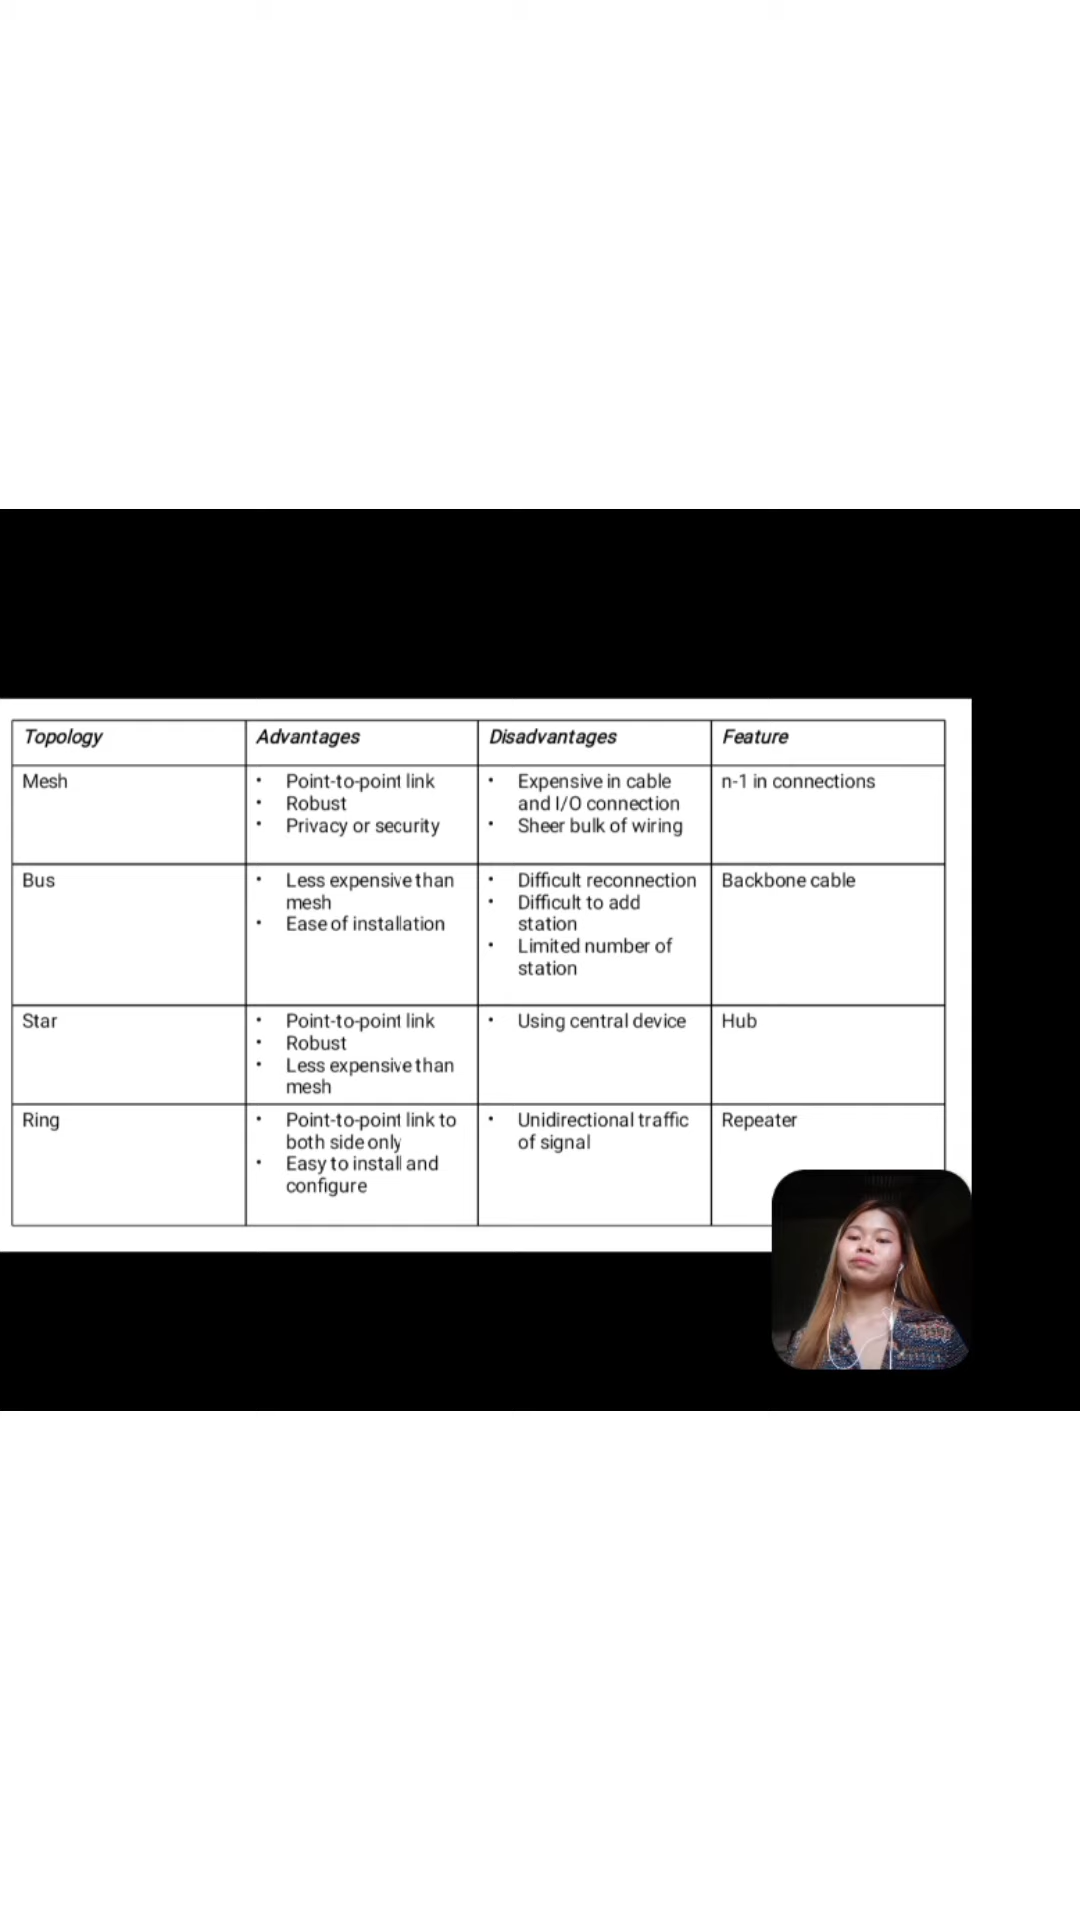 Topology Advantages Disadvantages Feature
Mesh
• Point-to-point link
• Robust
• Privacy or security
• Expensive in cable
and I/O connection
• Sheer bulk of wiring
n-1 in connections
Bus
• Less expensive than
mesh
• Ease of installation
• Difficult reconnection
• Difficult to add
station
• Limited number of
station
Backbone cable
Star
• Point-to-point link
• Robust
• Less expensive than
mesh
• Using central device
Hub
Ring
• Point-to-point link to
both side only
• Easy to install and
configure
• Unidirectional traffic
of signal
Repeater